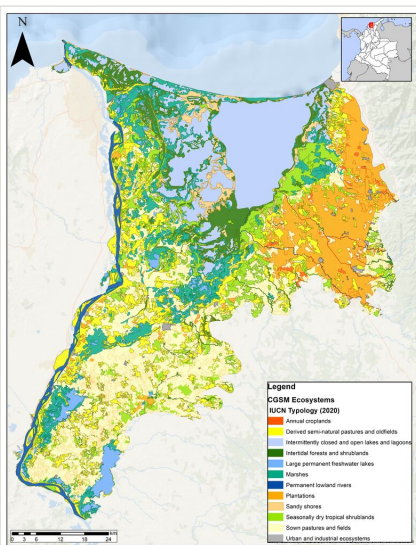 N
Legend
CGSM Ecosystems
IUCN Typology (2020)
Annual croplands
Derived semi-natural pastures and oldfields
Intermittently closed and open lakes and lagoons
Intertidal forests and shrublands
Large permanent freshwater lakes
Marshes
Permanent lowland rivers
Plantations
Sandy shores
Seasonally dry tropical shrublands
Sown pastures and fields
Urban and industrial ecosystems
km
0 3 6 12 18 24